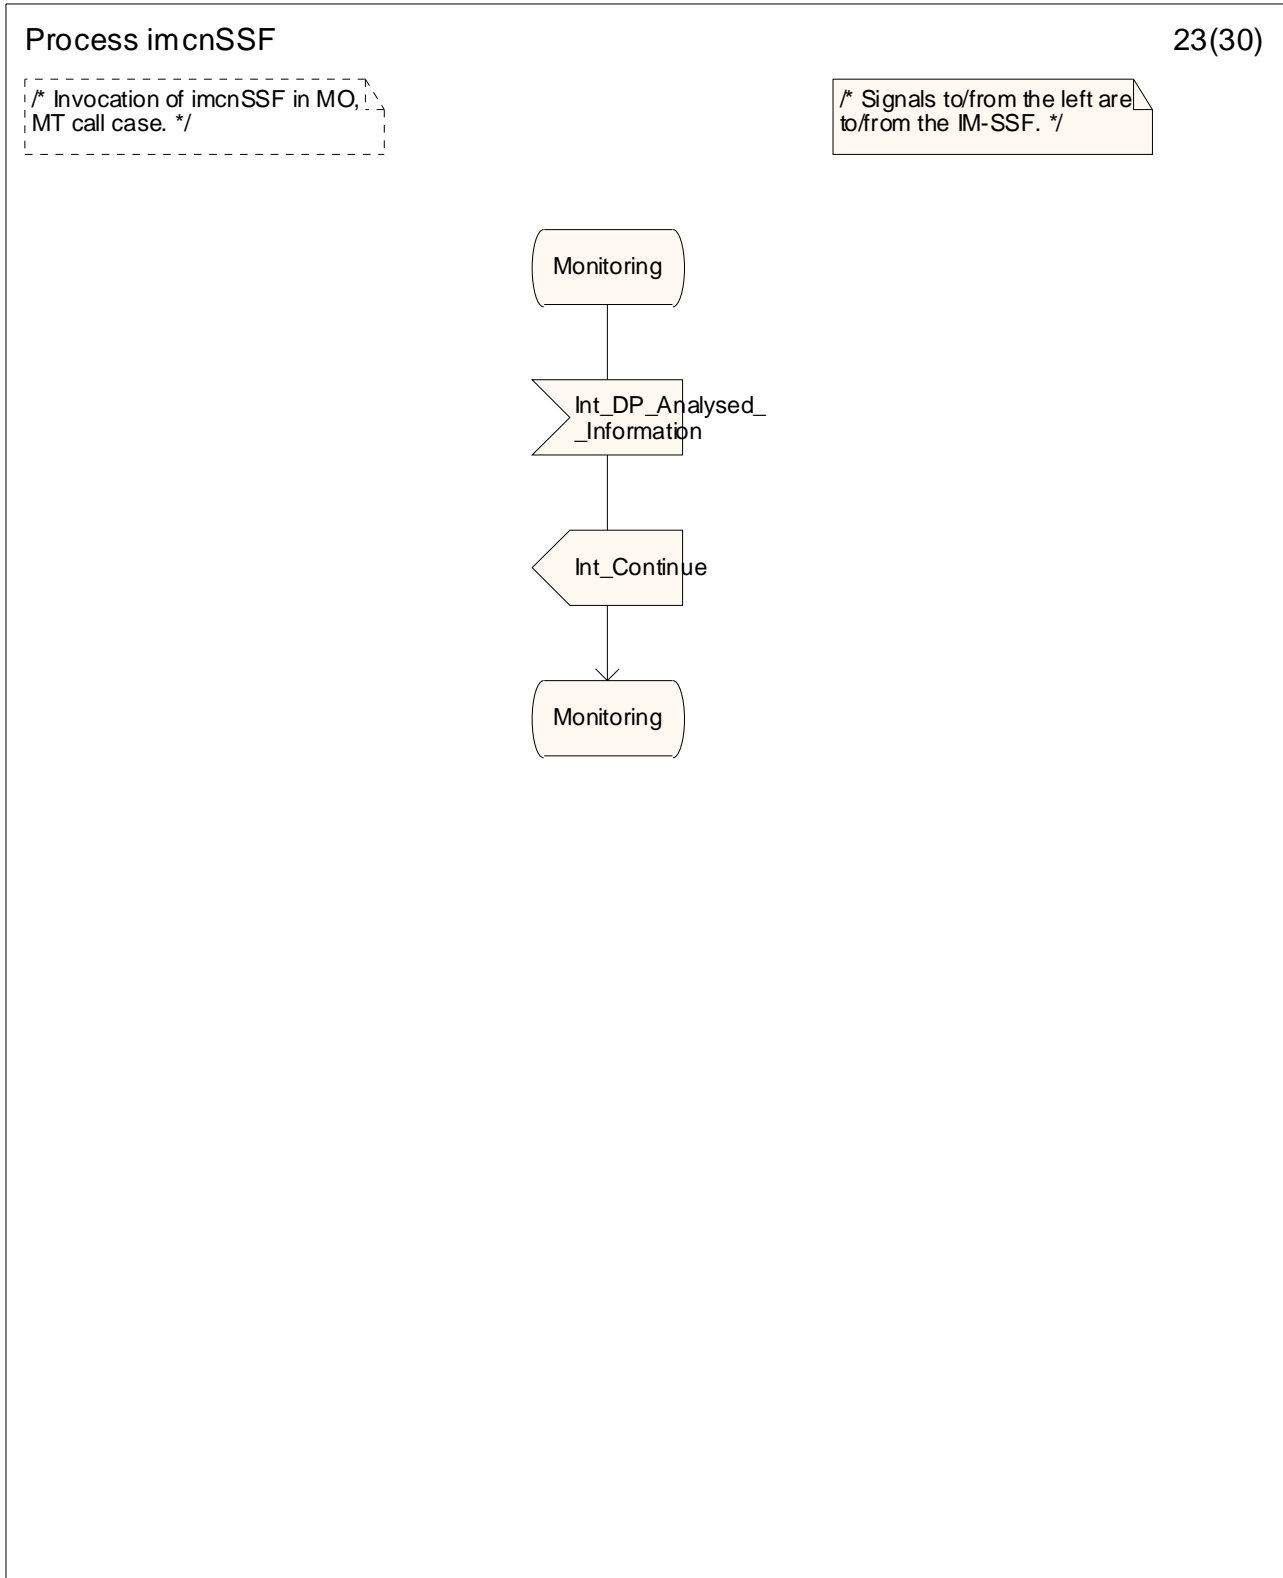 Process imcnSSF
23(30)
/* Invocation of imcnSSF in MO,
MT call case. */
/* Signals to/from the left are
to/from the IM-SSF. */
Monitoring
Int_DP_Analysed_
_Information
Int_Continue
Monitoring